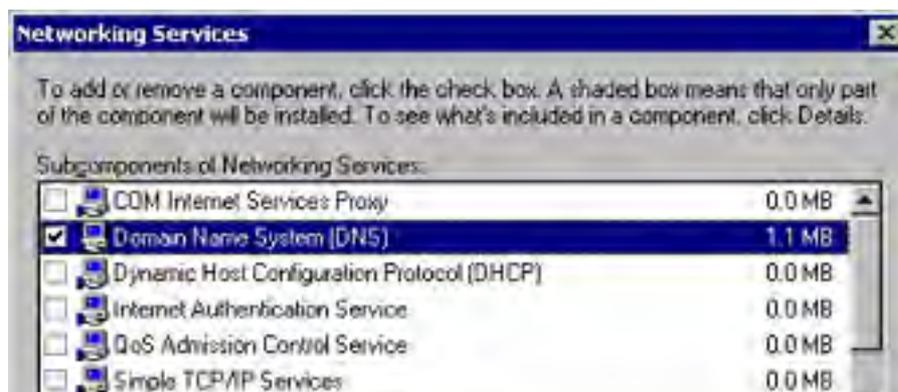 Networking Services
To add or remove a component, click the check box. A shaded box means that only part
of the component will be installed. To see what's included in a component, click Details.
Subcomponents of Networking Services:
COM Internet Services Proxy 0.0 MB
Domain Name System (DNS) 1.1 MB
Dynamic Host Configuration Protocol (DHCP) 0.0 MB
Internet Authentication Service 0.0 MB
QoS Admission Control Service 0.0 MB
Simple TCP/IP Services 0.0 MB